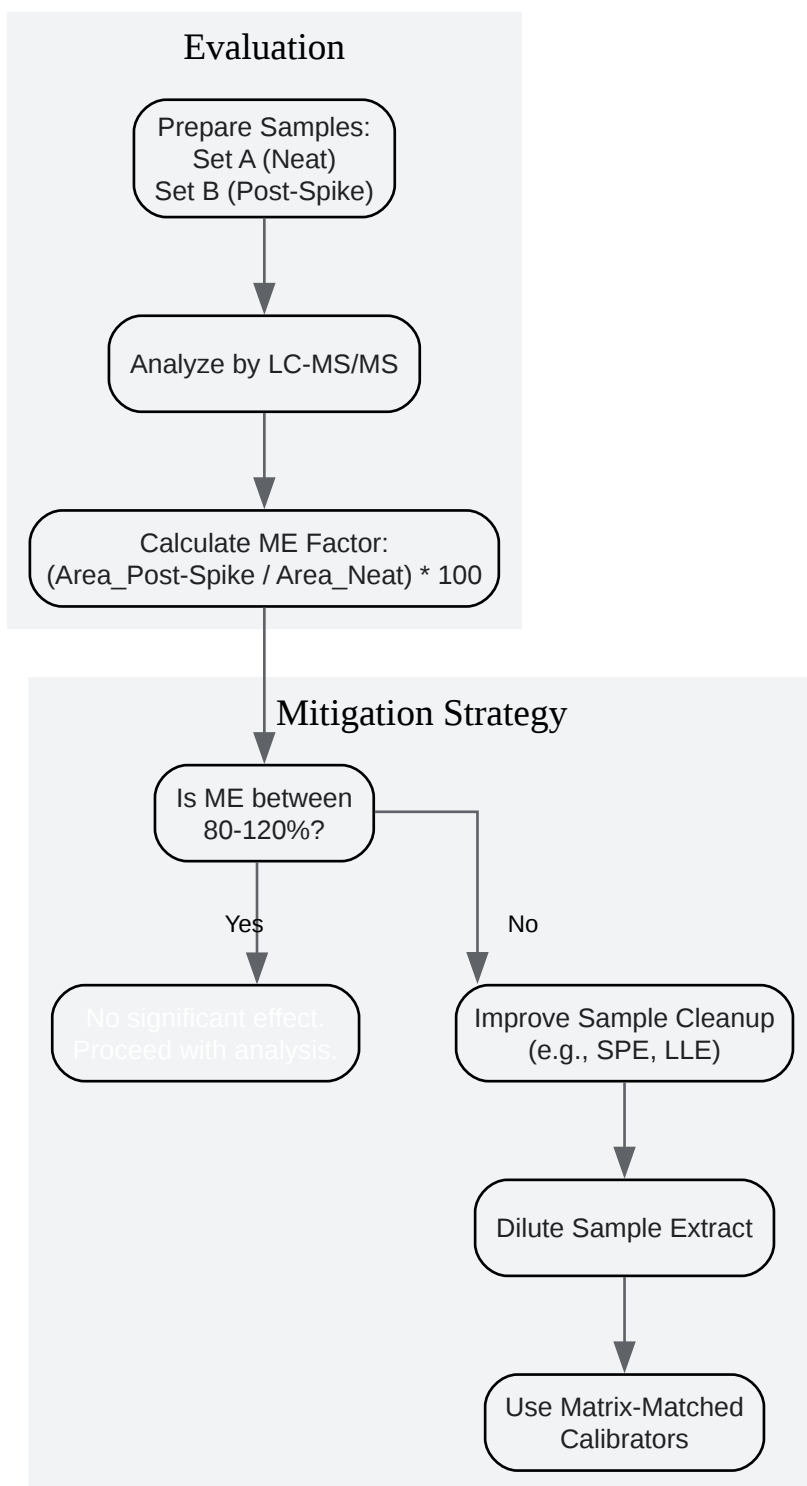 Evaluation
Prepare Samples:
Set A (Neat)
Set B (Post-Spike)
Analyze by LC-MS/MS
Calculate ME Factor:
(Area_Post-Spike / Area_Neat) * 100
Mitigation Strategy
Is ME between
80-120%?
Yes
No
No significant effect.
Proceed with analysis.
Improve Sample Cleanup
(e.g., SPE, LLE)
Dilute Sample Extract
Use Matrix-Matched
Calibrators